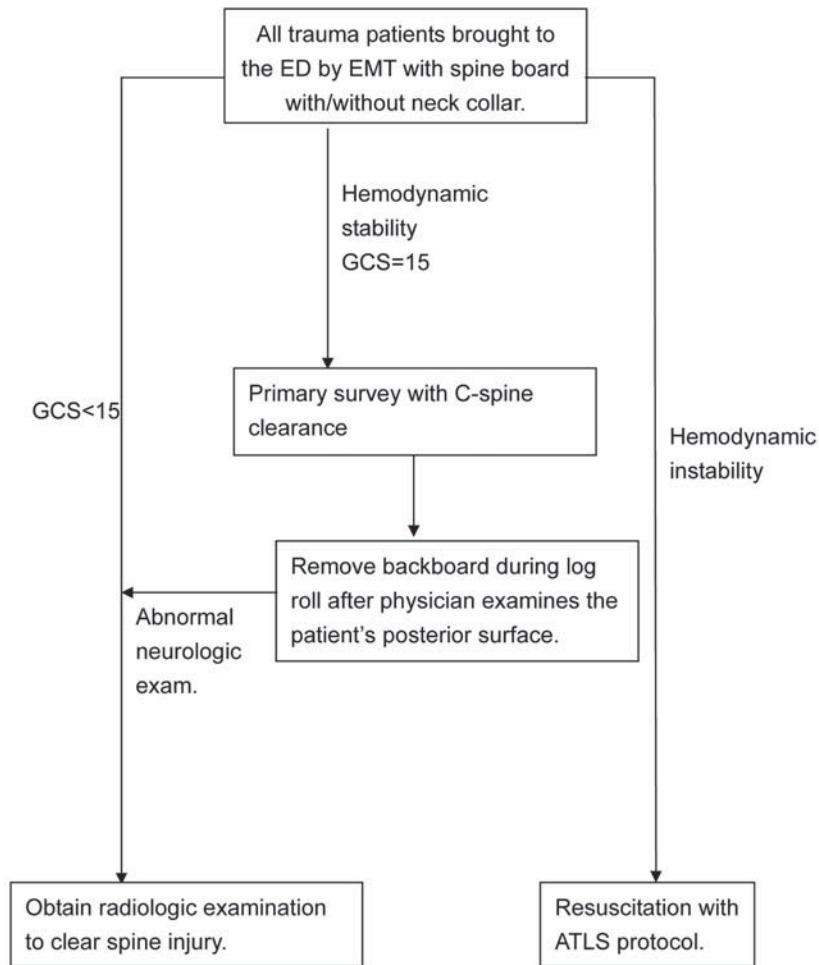 All trauma patients brought to
the ED by EMT with spine board
with/without neck collar.
Hemodynamic
stability
GCS=15
GCS<15
Primary survey with C-spine
clearance
Hemodynamic
instability
Remove backboard during log
roll after physician examines the
patient’s posterior surface.
Abnormal
neurologic
exam.
Obtain radiologic examination
to clear spine injury.
Resuscitation with
ATLS protocol.